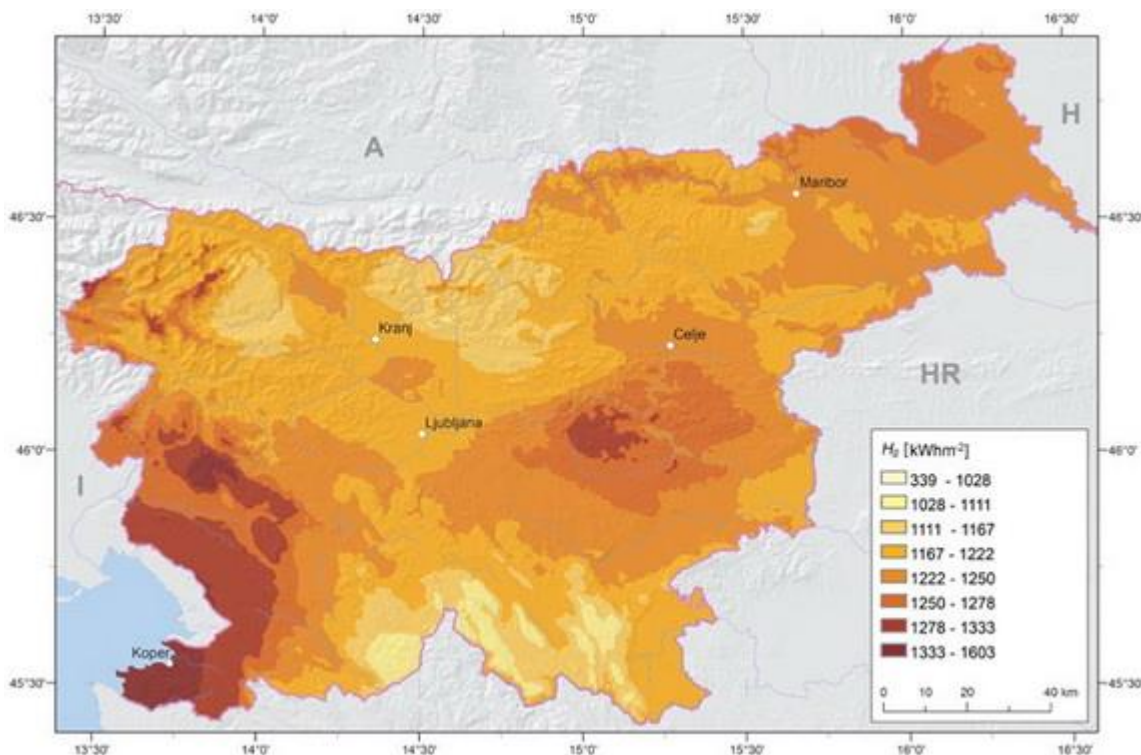 13°30' 14°0' 14°30' 15°0' 15°30' 16°0' 16°30'
H
A
Maribor
46°30' 46°30'
Kranj
Celje
HR
Ljubljana
46°0' 46°0'
I
Hg [kWhm-2]
339 - 1028
1028 - 1111
1111 - 1167
1167 - 1222
1222 - 1250
1250 - 1278
1278 - 1333
1333 - 1603
Koper
0 10 20 40 km
45°30' 45°30'
13°30' 14°0' 14°30' 15°0' 15°30' 16°0' 16°30'